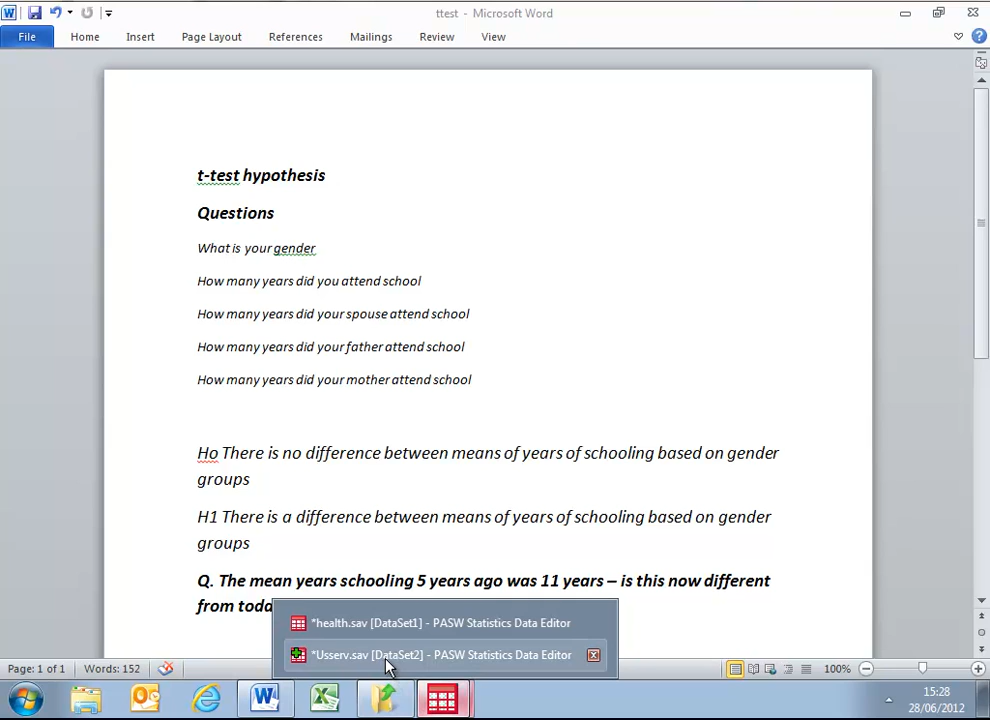 ttest - Microsoft Word
File Home Insert Page Layout References Mailings Review View
t-test hypothesis
Questions
What is your gender
How many years did you attend school
How many years did your spouse attend school
How many years did your father attend school
How many years did your mother attend school
Ho There is no difference between means of years of schooling based on gender
groups
H1 There is a difference between means of years of schooling based on gender
groups
Q. The mean years schooling 5 years ago was 11 years – is this now different
from toda
*health.sav [DataSet1] - PASW Statistics Data Editor
*Usserv.sav [DataSet2] - PASW Statistics Data Editor
Page: 1 of 1 Words: 152 100%
15:28
28/06/2012